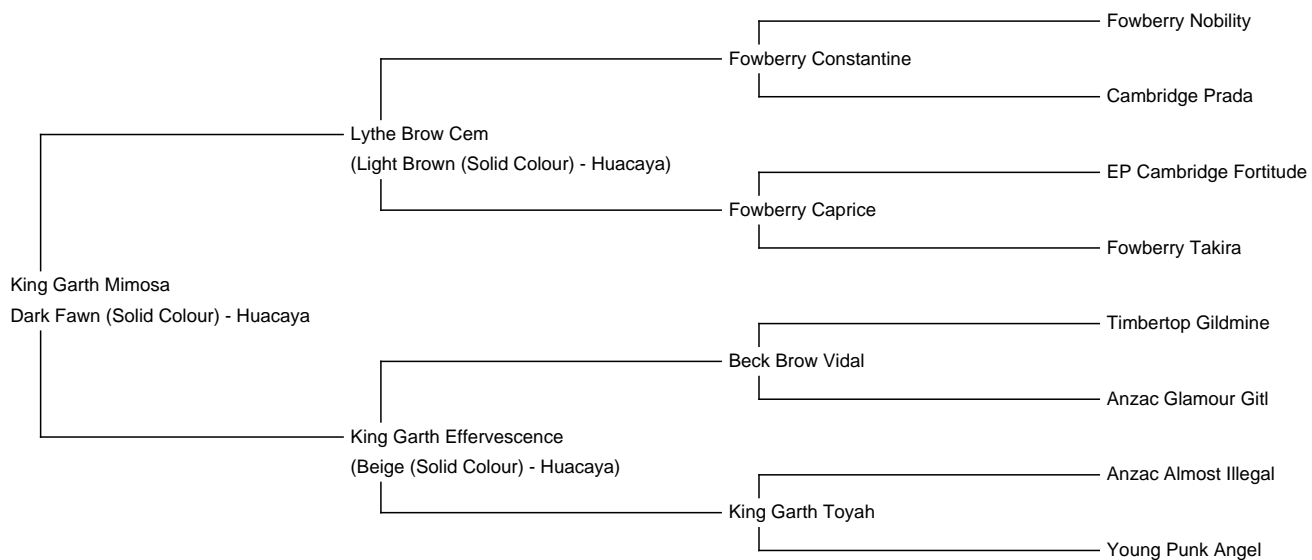 Fowberry Nobility
Fowberry Constantine
Cambridge Prada
Lythe Brow Cem
(Light Brown (Solid Colour) - Huacaya)
EP Cambridge Fortitude
Fowberry Caprice
Fowberry Takira
King Garth Mimosa
Dark Fawn (Solid Colour) - Huacaya
Timbertop Gildmine
Beck Brow Vidal
Anzac Glamour Gitl
King Garth Effervescence
(Beige (Solid Colour) - Huacaya)
Anzac Almost Illegal
King Garth Toyah
Young Punk Angel